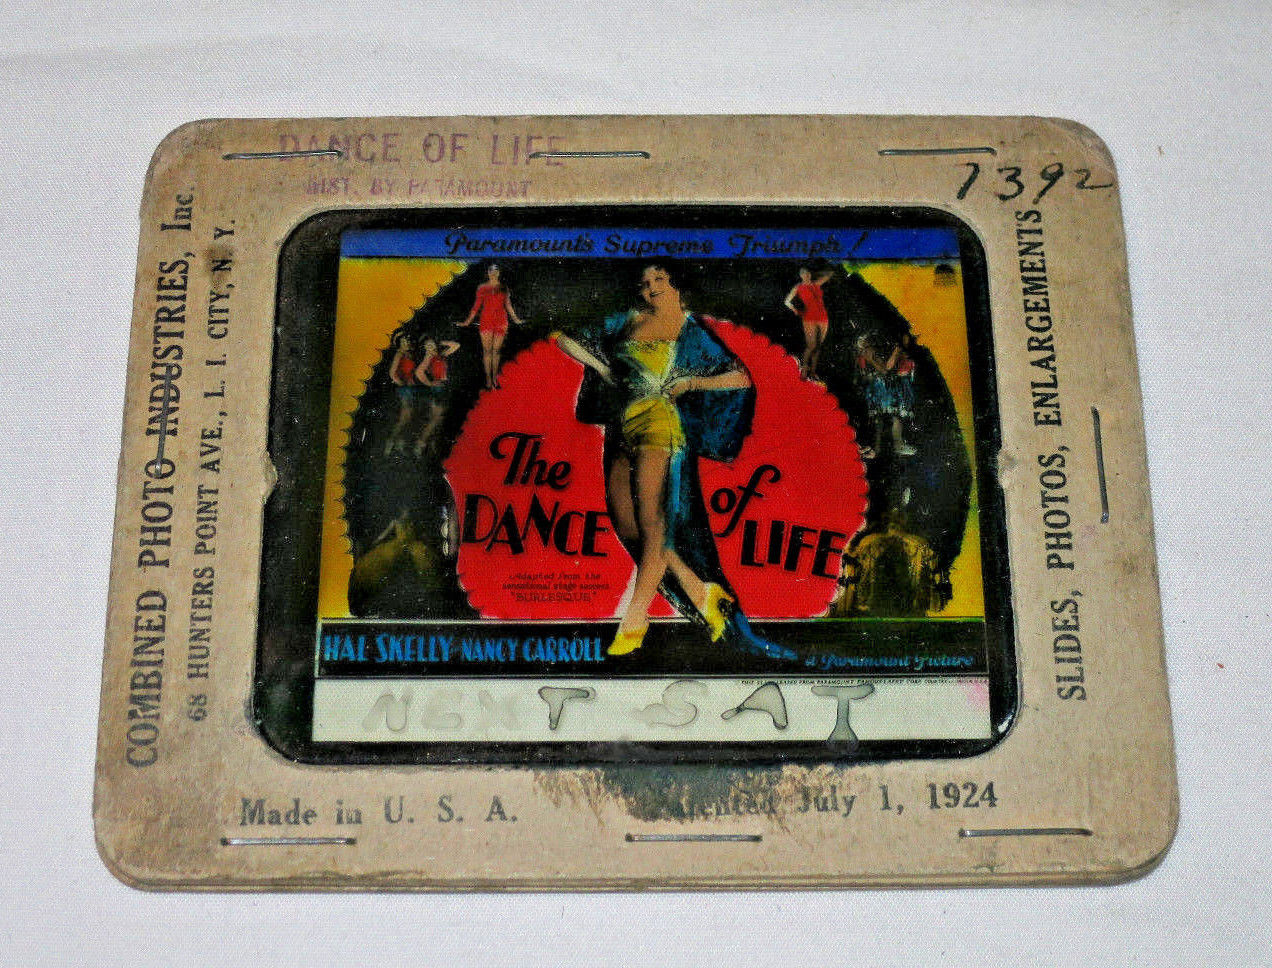 DANCE OF LIFE
DIST. BY PARAMOUNT
7392
COMBINED PHOTO INDUSTRIES, Inc.
68 HUNTERS POINT AVE., L. I. CITY, N. Y.
Paramount's Supreme Triumph!
The
DANCE
of
LIFE
Adapted from the
sensational stage success
"BURLESQUE"
HAL SKELLY NANCY CARROLL
a Paramount Picture
NEXT SAT
SLIDES, PHOTOS, ENLARGEMENTS
Made in U. S. A.
Patented July 1, 1924